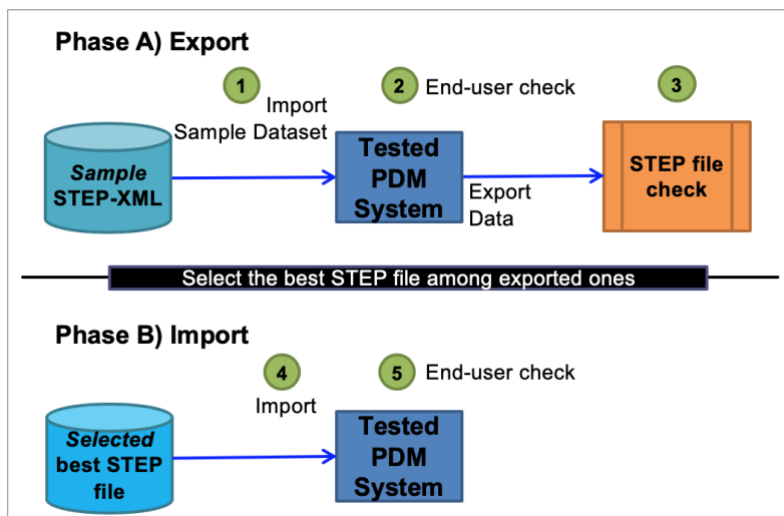 Phase A) Export
1
Import
Sample Dataset
2
End-user check
3
Sample
STEP-XML
Tested
PDM
System
Export
Data
STEP file
check
Select the best STEP file among exported ones
Phase B) Import
4
Import
5
End-user check
Selected
best STEP
file
Tested
PDM
System